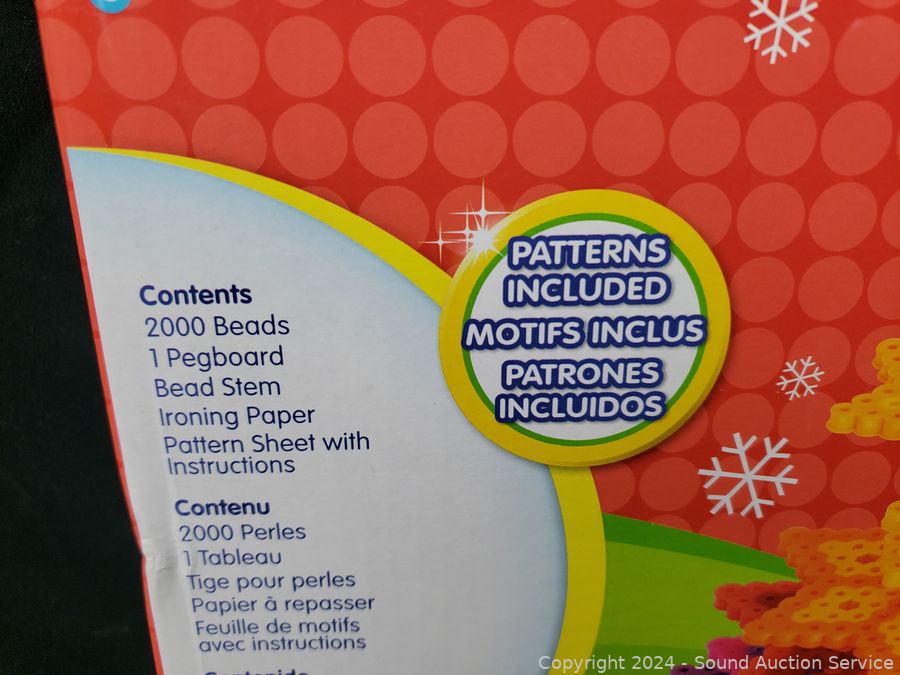 Contents
2000 Beads
1 Pegboard
Bead Stem
Ironing Paper
Pattern Sheet with
Instructions
Contenu
2000 Perles
1 Tableau
Tige pour perles
Papier à repasser
Feuille de motifs
avec instructions
Contenido
PATTERNS
INCLUDED
MOTIFS INCLUS
PATRONES
INCLUIDOS
Copyright 2024 - Sound Auction Service